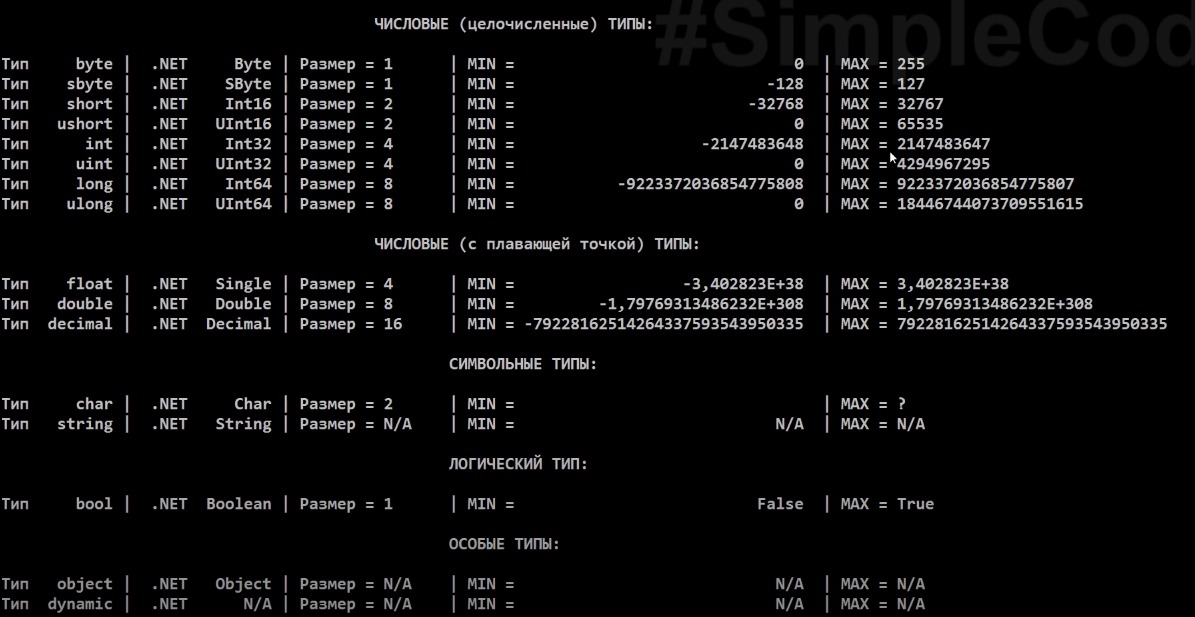 #SimpleCod
ЧИСЛОВЫЕ (целочисленные) ТИПЫ:
Тип byte | .NET Byte | Размер = 1 | MIN = 0 | MAX = 255
Тип sbyte | .NET SByte | Размер = 1 | MIN = -128 | MAX = 127
Тип short | .NET Int16 | Размер = 2 | MIN = -32768 | MAX = 32767
Тип ushort | .NET UInt16 | Размер = 2 | MIN = 0 | MAX = 65535
Тип int | .NET Int32 | Размер = 4 | MIN = -2147483648 | MAX = 2147483647
Тип uint | .NET UInt32 | Размер = 4 | MIN = 0 | MAX = 4294967295
Тип long | .NET Int64 | Размер = 8 | MIN = -9223372036854775808 | MAX = 9223372036854775807
Тип ulong | .NET UInt64 | Размер = 8 | MIN = 0 | MAX = 18446744073709551615
ЧИСЛОВЫЕ (с плавающей точкой) ТИПЫ:
Тип float | .NET Single | Размер = 4 | MIN = -3,402823E+38 | MAX = 3,402823E+38
Тип double | .NET Double | Размер = 8 | MIN = -1,79769313486232E+308 | MAX = 1,79769313486232E+308
Тип decimal | .NET Decimal | Размер = 16 | MIN = -79228162514264337593543950335 | MAX = 79228162514264337593543950335
СИМВОЛЬНЫЕ ТИПЫ:
Тип char | .NET Char | Размер = 2 | MIN = | MAX = ?
Тип string | .NET String | Размер = N/A | MIN = N/A | MAX = N/A
ЛОГИЧЕСКИЙ ТИП:
Тип bool | .NET Boolean | Размер = 1 | MIN = False | MAX = True
ОСОБЫЕ ТИПЫ:
Тип object | .NET Object | Размер = N/A | MIN = N/A | MAX = N/A
Тип dynamic | .NET N/A | Размер = N/A | MIN = N/A | MAX = N/A